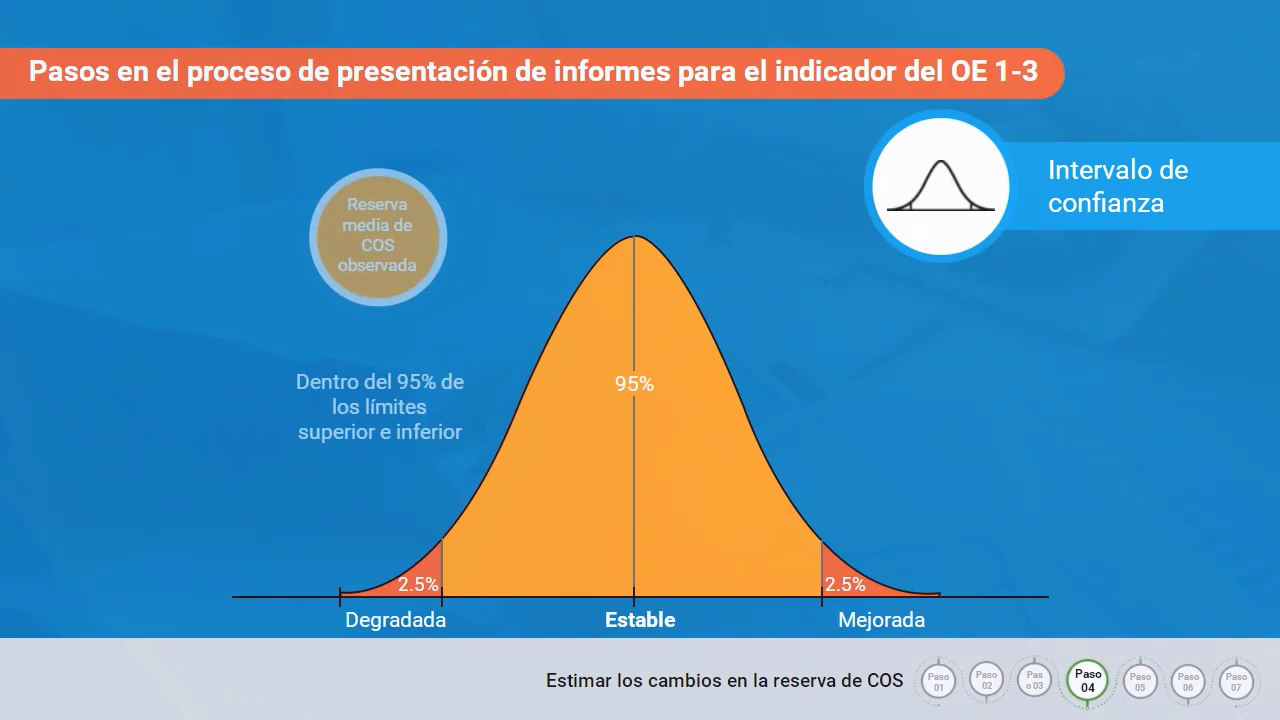 Pasos en el proceso de presentación de informes para el indicador del OE 1-3
Intervalo de
confianza
Reserva
media de
COS
observada
Dentro del 95% de
los límites
superior e inferior
95%
2.5%
2.5%
Degradada
Estable
Mejorada
Estimar los cambios en la reserva de COS
Paso
01
Paso
02
Pas
o 03
Paso
04
Paso
05
Paso
06
Paso
07